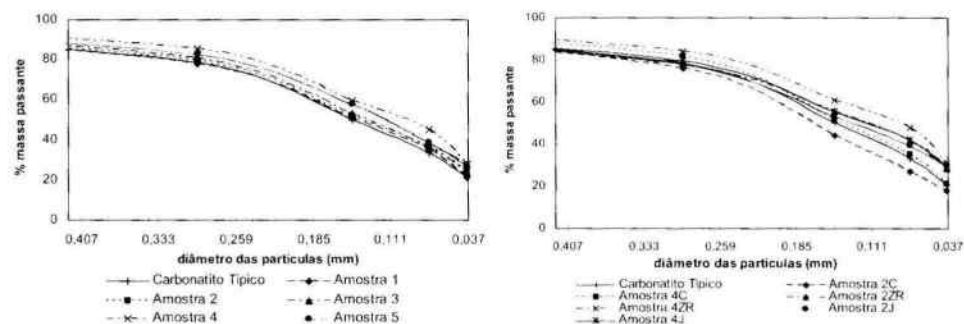 100
80
60
40
20
0
% massa passante
0,407 0,333 0,259 0,185 0,111 0,037
diâmetro das partículas (mm)
Carbonatito Típico
Amostra 1
Amostra 2
Amostra 3
Amostra 4
Amostra 5
100
80
60
40
20
0
% massa passante
0,407 0,333 0,259 0,185 0,111 0,037
diâmetro das partículas (mm)
Carbonatito Típico
Amostra 2C
Amostra 4C
Amostra 2ZR
Amostra 4ZR
Amostra 2J
Amostra 4J